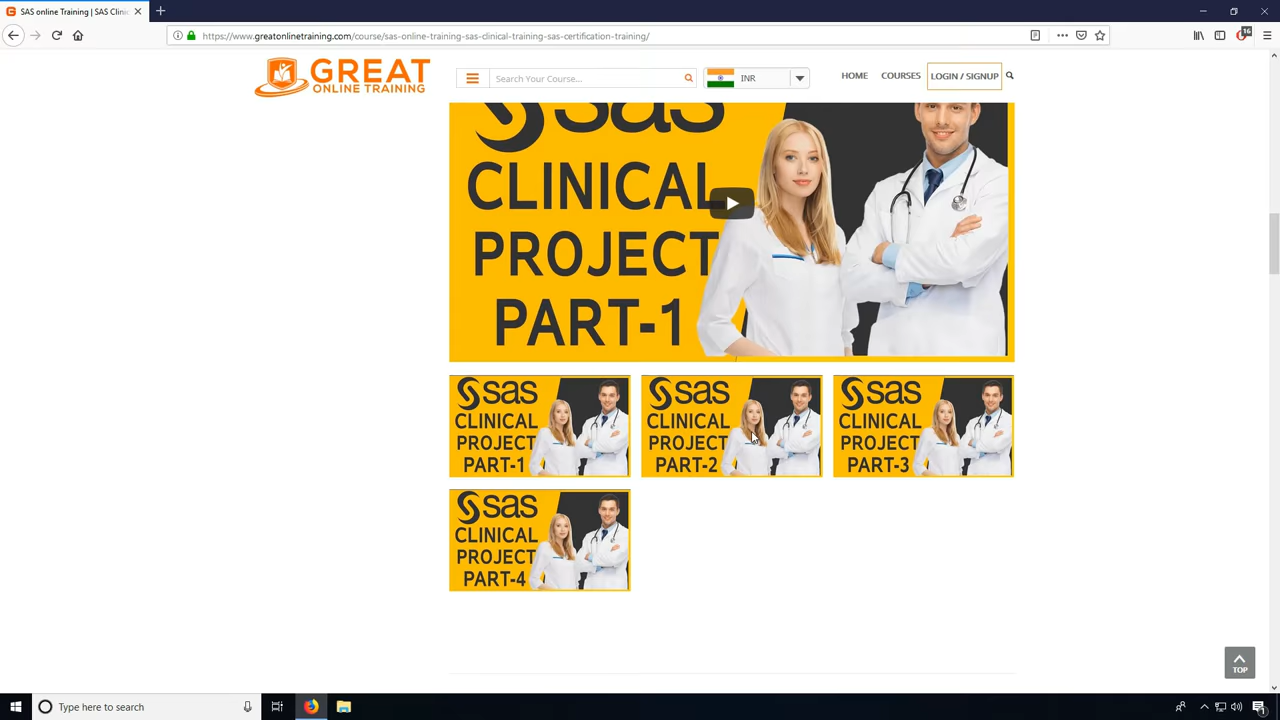 SAS online Training | SAS Clinic
https://www.greatonlinetraining.com/course/sas-online-training-sas-clinical-training-sas-certification-training/
16
GREAT
ONLINE TRAINING
Search Your Course...
INR
HOME
COURSES
LOGIN / SIGNUP
sas
CLINICAL
PROJECT
PART-1
sas
CLINICAL
PROJECT
PART-1
sas
CLINICAL
PROJECT
PART-2
sas
CLINICAL
PROJECT
PART-3
sas
CLINICAL
PROJECT
PART-4
TOP
Type here to search
1